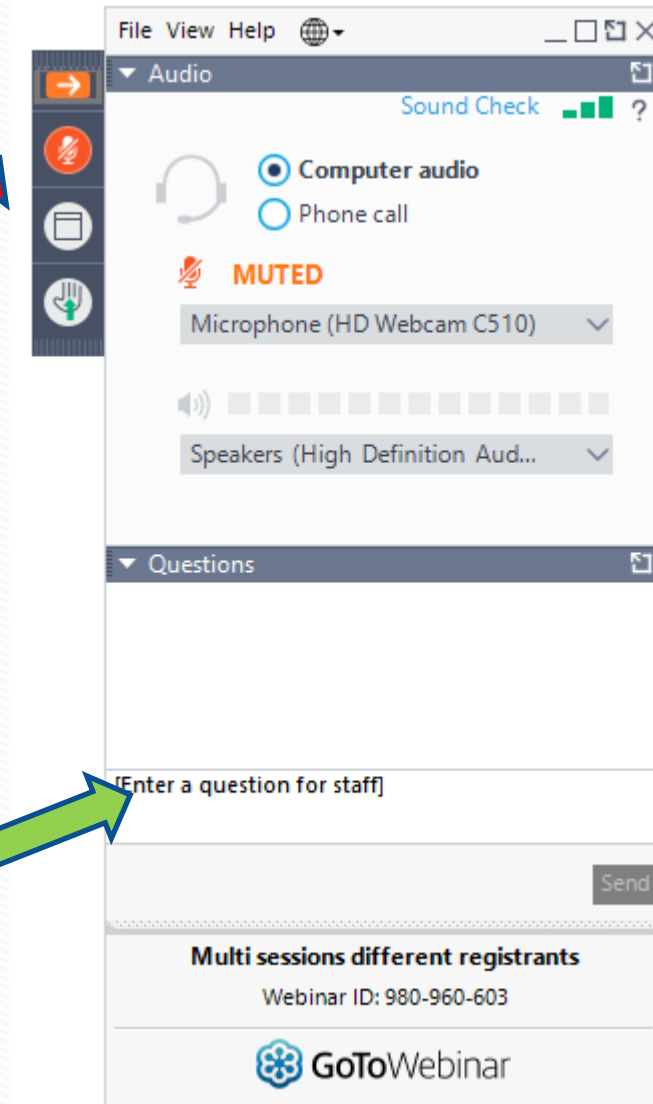 File View Help
Audio
Sound Check ?
Computer audio
Phone call
MUTED
Microphone (HD Webcam C510)
Speakers (High Definition Aud...
Questions
[Enter a question for staff]
Send
Multi sessions different registrants
Webinar ID: 980-960-603
GoToWebinar